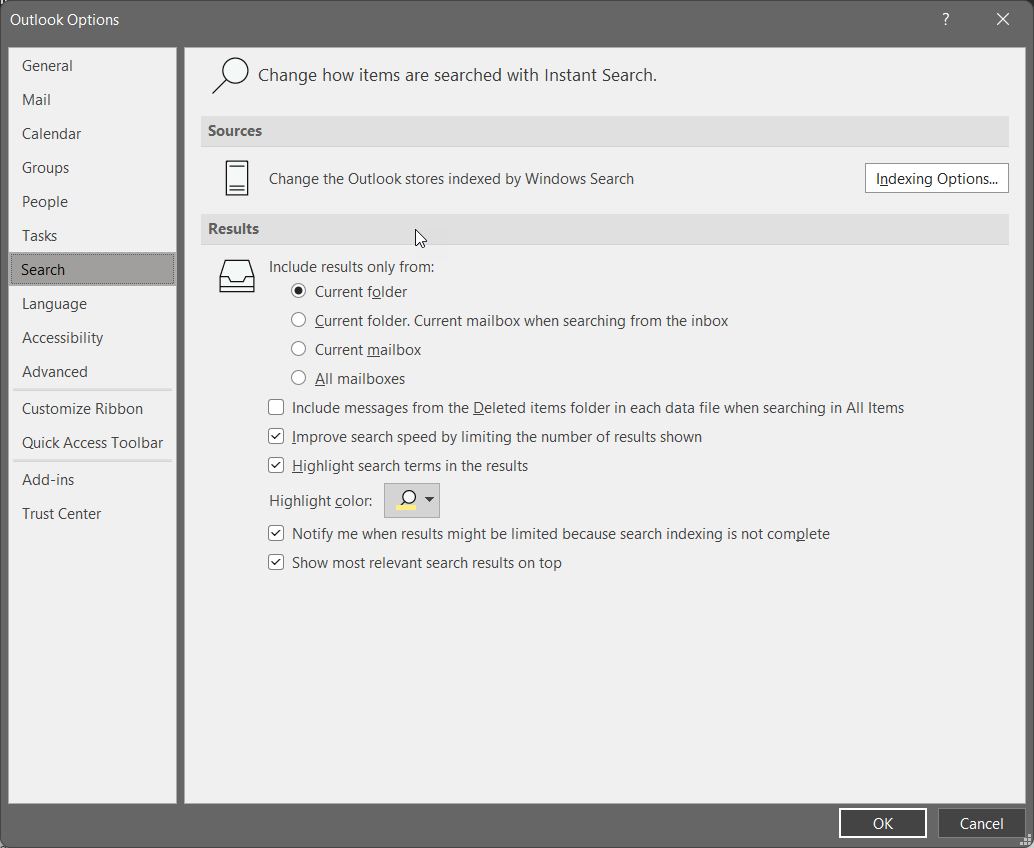 Outlook Options
?
General
Mail
Calendar
Groups
People
Tasks
Search
Language
Accessibility
Advanced
Customize Ribbon
Quick Access Toolbar
Add-ins
Trust Center
Change how items are searched with Instant Search.
Sources
Change the Outlook stores indexed by Windows Search
Indexing Options...
Results
Include results only from:
Current folder
Current folder. Current mailbox when searching from the inbox
Current mailbox
All mailboxes
Include messages from the Deleted items folder in each data file when searching in All Items
Improve search speed by limiting the number of results shown
Highlight search terms in the results
Highlight color:
Notify me when results might be limited because search indexing is not complete
Show most relevant search results on top
OK
Cancel